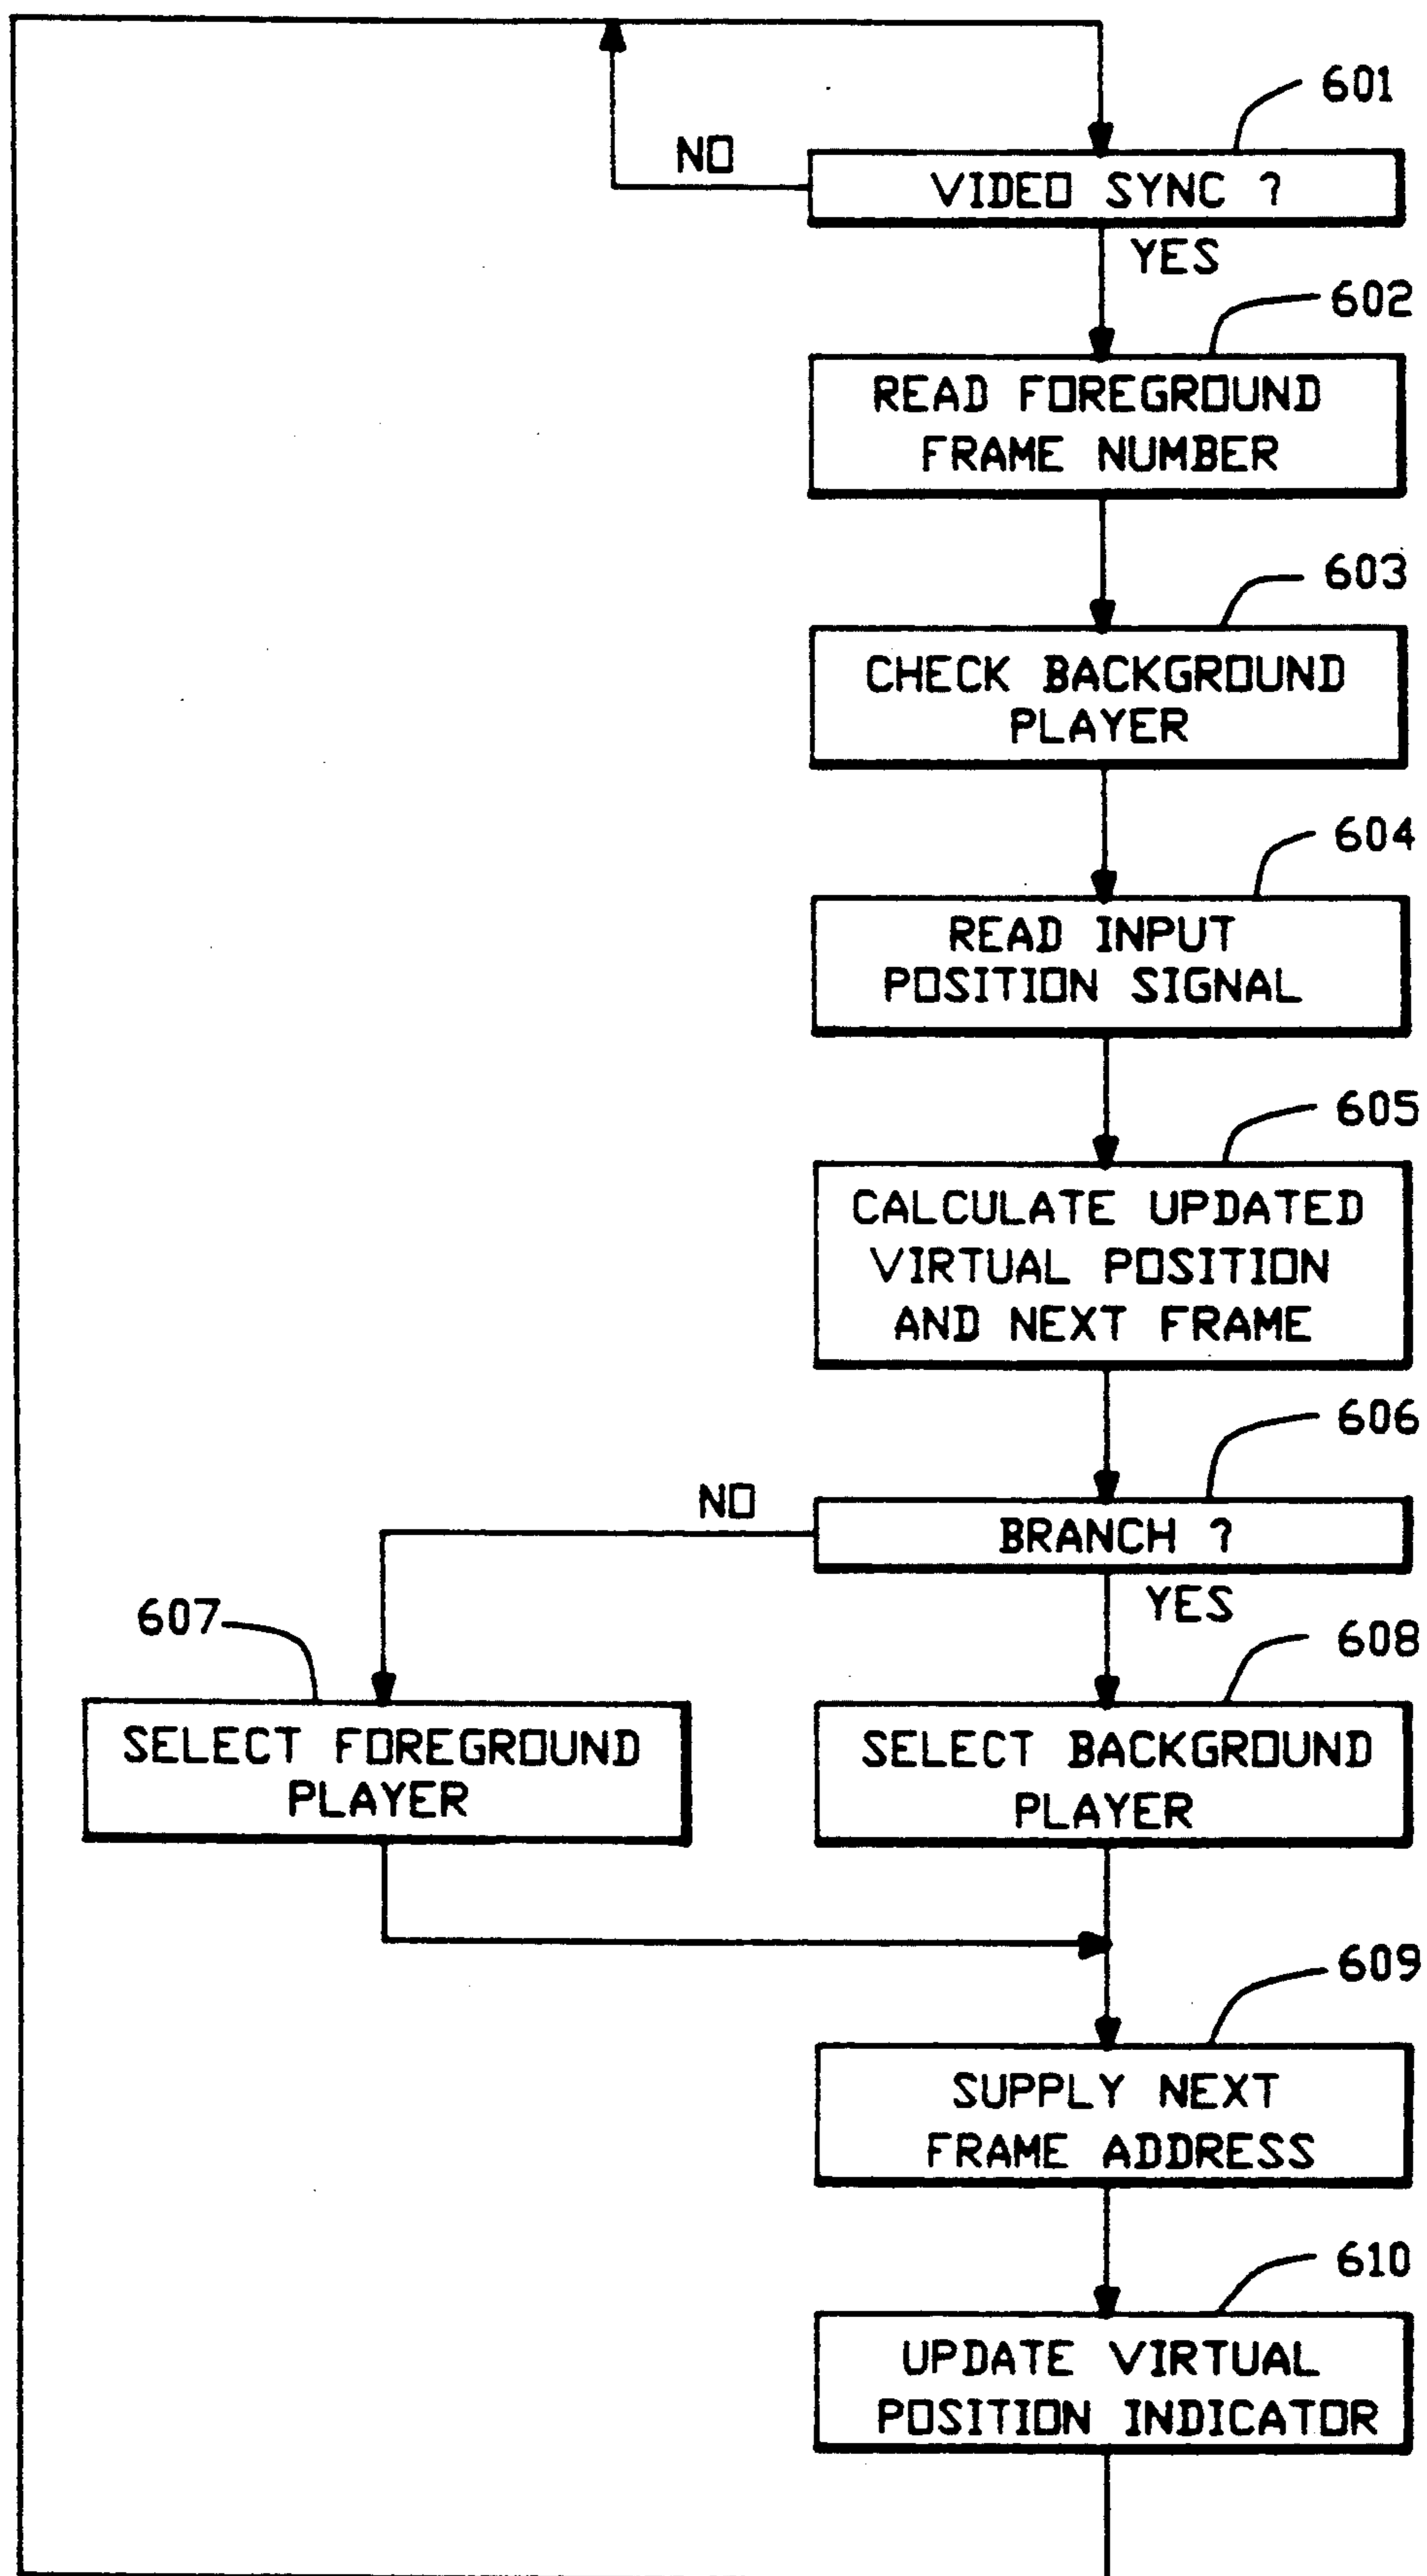 601
NO
VIDEO SYNC ?
YES
602
READ FOREGROUND
FRAME NUMBER
603
CHECK BACKGROUND
PLAYER
604
READ INPUT
POSITION SIGNAL
605
CALCULATE UPDATED
VIRTUAL POSITION
AND NEXT FRAME
606
NO
BRANCH ?
YES
607
608
SELECT FOREGROUND
PLAYER
SELECT BACKGROUND
PLAYER
609
SUPPLY NEXT
FRAME ADDRESS
610
UPDATE VIRTUAL
POSITION INDICATOR